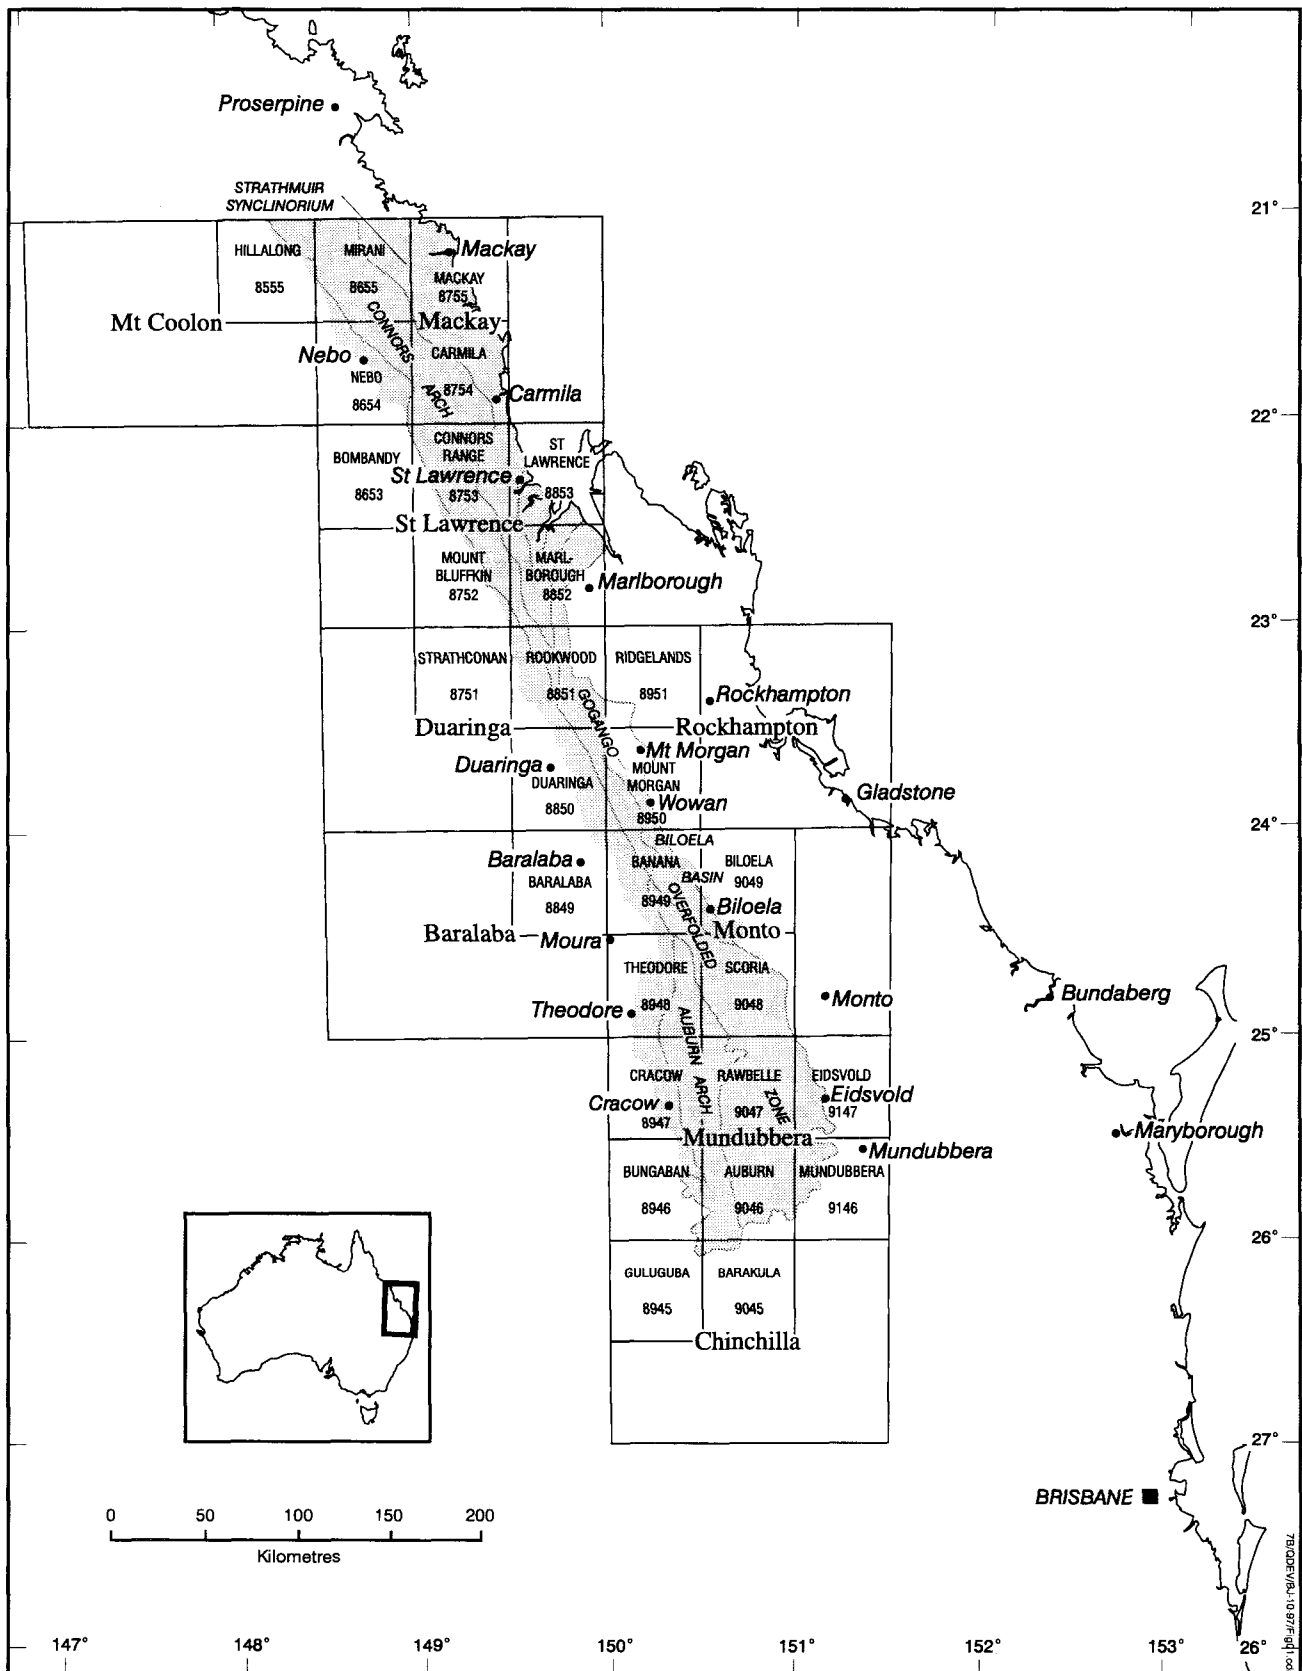 Proserpine
STRATHMUIR
SYNCLINORIUM
21°
HILLALONG
MIRANI
Mackay
8555
8655
MACKAY
8755
CONNORS
ARCH
Mt Coolon
Mackay
Nebo
CARMILA
NEBO
8754
Carmila
8654
22°
BOMBANDY
CONNORS
RANGE
ST
LAWRENCE
St Lawrence
8653
8753
8853
St Lawrence
MOUNT
BLUFFKIN
8752
MARL-
BOROUGH
8852
Marlborough
23°
STRATHCONAN
ROOKWOOD
RIDGELANDS
8751
8851
8951
Rockhampton
GOGANGO
Duaringa
Rockhampton
Mt Morgan
Duaringa
DUARINGA
8850
MOUNT
MORGAN
Wowan
8950
Gladstone
24°
BILOELA
BASIN
Baralaba
BANANA
BILOELA
BARALABA
9049
8849
8949
Biloela
OVERFOLDED
Baralaba
Moura
Monto
THEODORE
SCORIA
8948
9048
Monto
Theodore
Bundaberg
AUBURN
ARCH
25°
CRACOW
RAWBELLE
EIDSVOLD
Eidsvold
Cracow
8947
9047
ZONE
9147
Mundubbera
Maryborough
Mundubbera
BUNGABAN
AUBURN
MUNDUBBERA
8946
9046
9146
26°
GULUGUBA
BARAKULA
8945
9045
Chinchilla
27°
BRISBANE
0 50 100 150 200
Kilometres
147° 148° 149° 150° 151° 152° 153° 26°